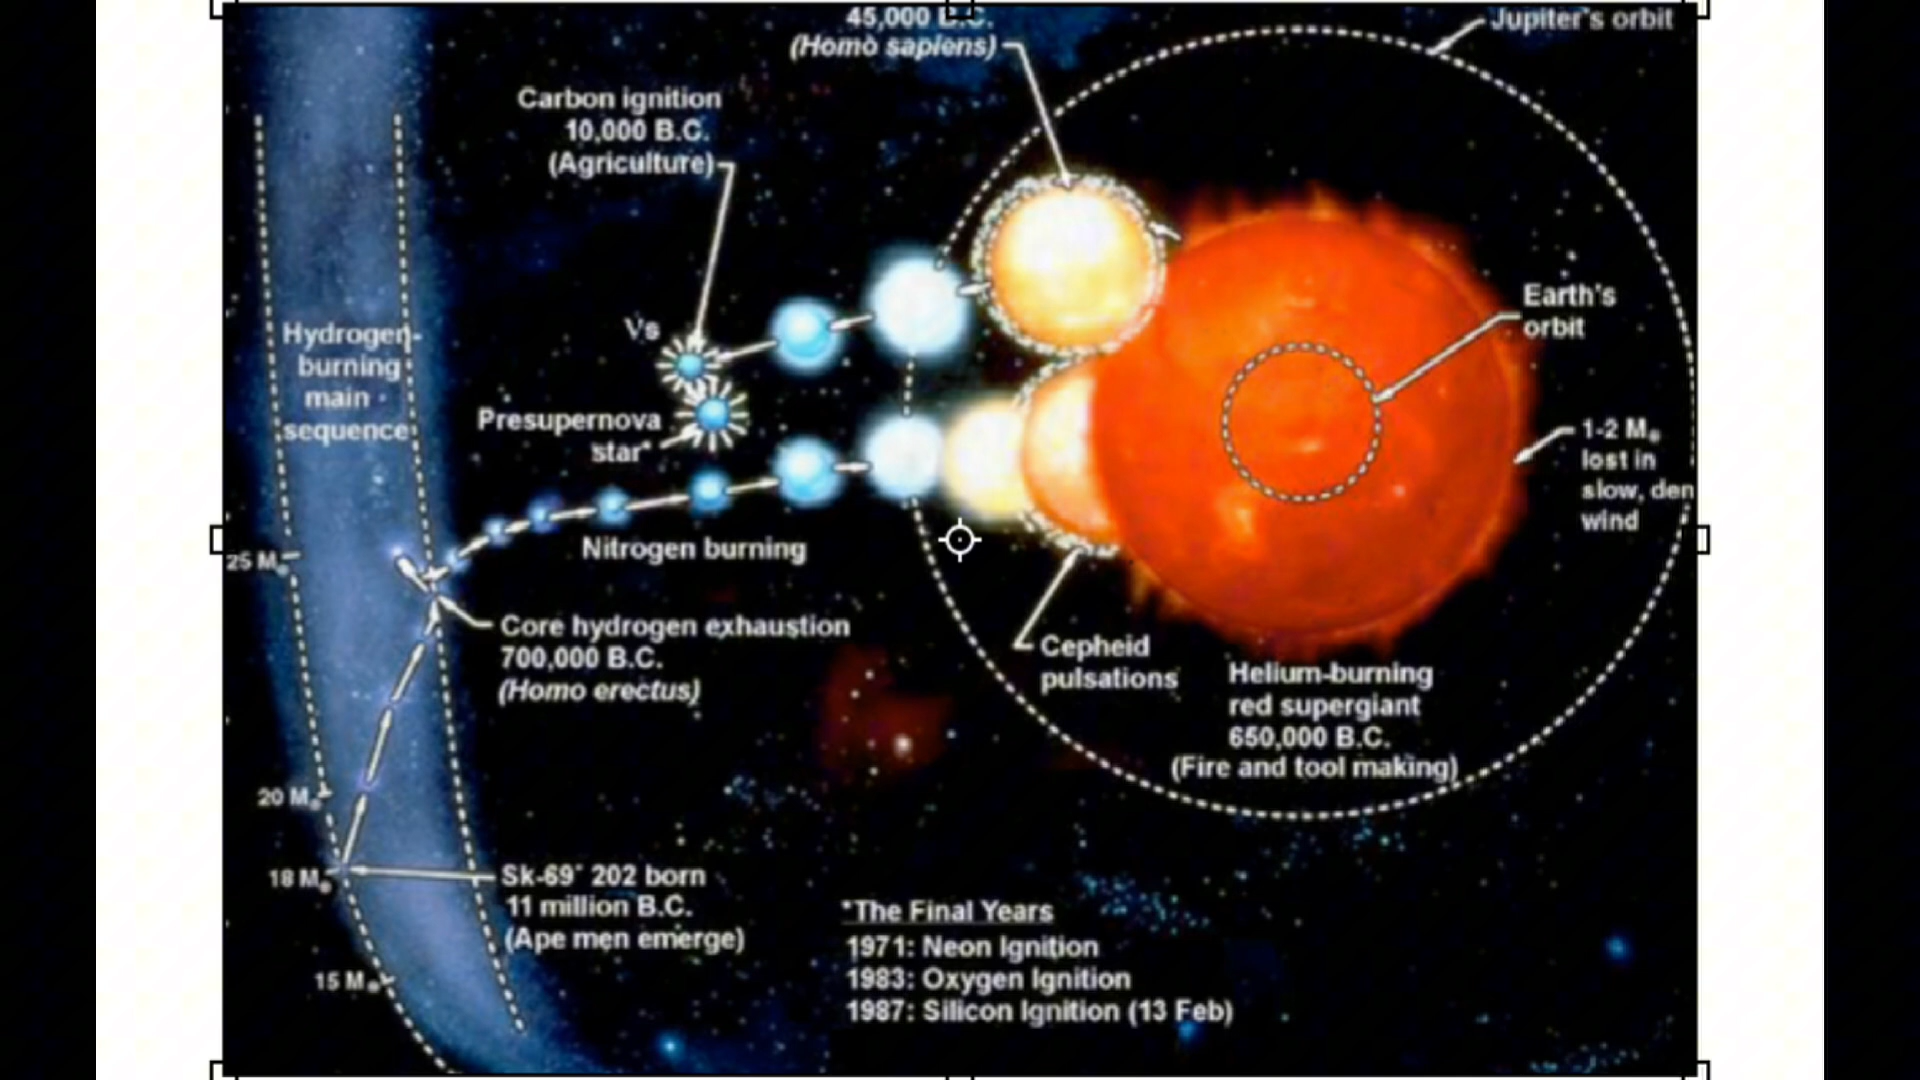 45,000 B.C.
(Homo sapiens)
Jupiter's orbit
Carbon ignition
10,000 B.C.
(Agriculture)
Earth's
orbit
Hydrogen-
burning
main
sequence
Vs
Presupernova
star*
1-2 M⊙
lost in
slow, den
wind
Nitrogen burning
25 M⊙
Core hydrogen exhaustion
700,000 B.C.
(Homo erectus)
Cepheid
pulsations
Helium-burning
red supergiant
650,000 B.C.
(Fire and tool making)
20 M⊙
18 M⊙
Sk-69° 202 born
11 million B.C.
(Ape men emerge)
15 M⊙
*The Final Years
1971: Neon Ignition
1983: Oxygen Ignition
1987: Silicon Ignition (13 Feb)